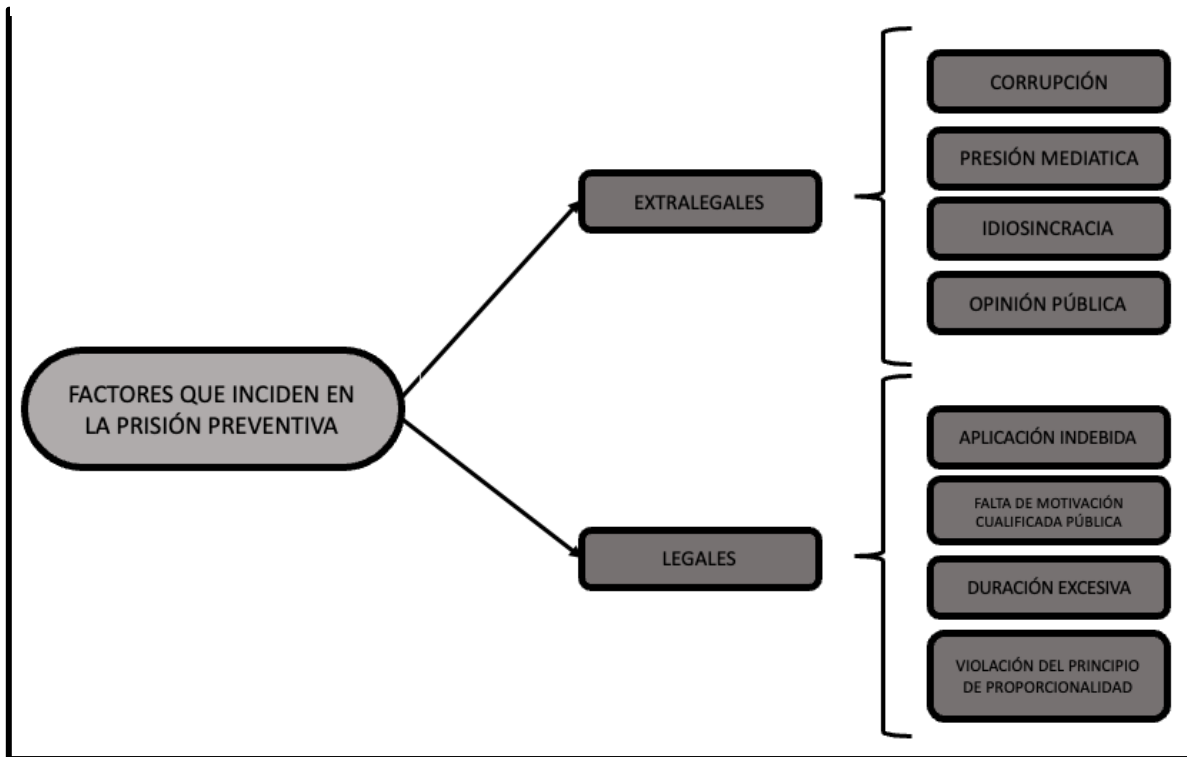 FACTORES QUE INCIDEN EN
LA PRISIÓN PREVENTIVA
EXTRALEGALES
CORRUPCIÓN
PRESIÓN MEDIATICA
IDIOSINCRACIA
OPINIÓN PÚBLICA
LEGALES
APLICACIÓN INDEBIDA
FALTA DE MOTIVACIÓN
CUALIFICADA PÚBLICA
DURACIÓN EXCESIVA
VIOLACIÓN DEL PRINCIPIO
DE PROPORCIONALIDAD